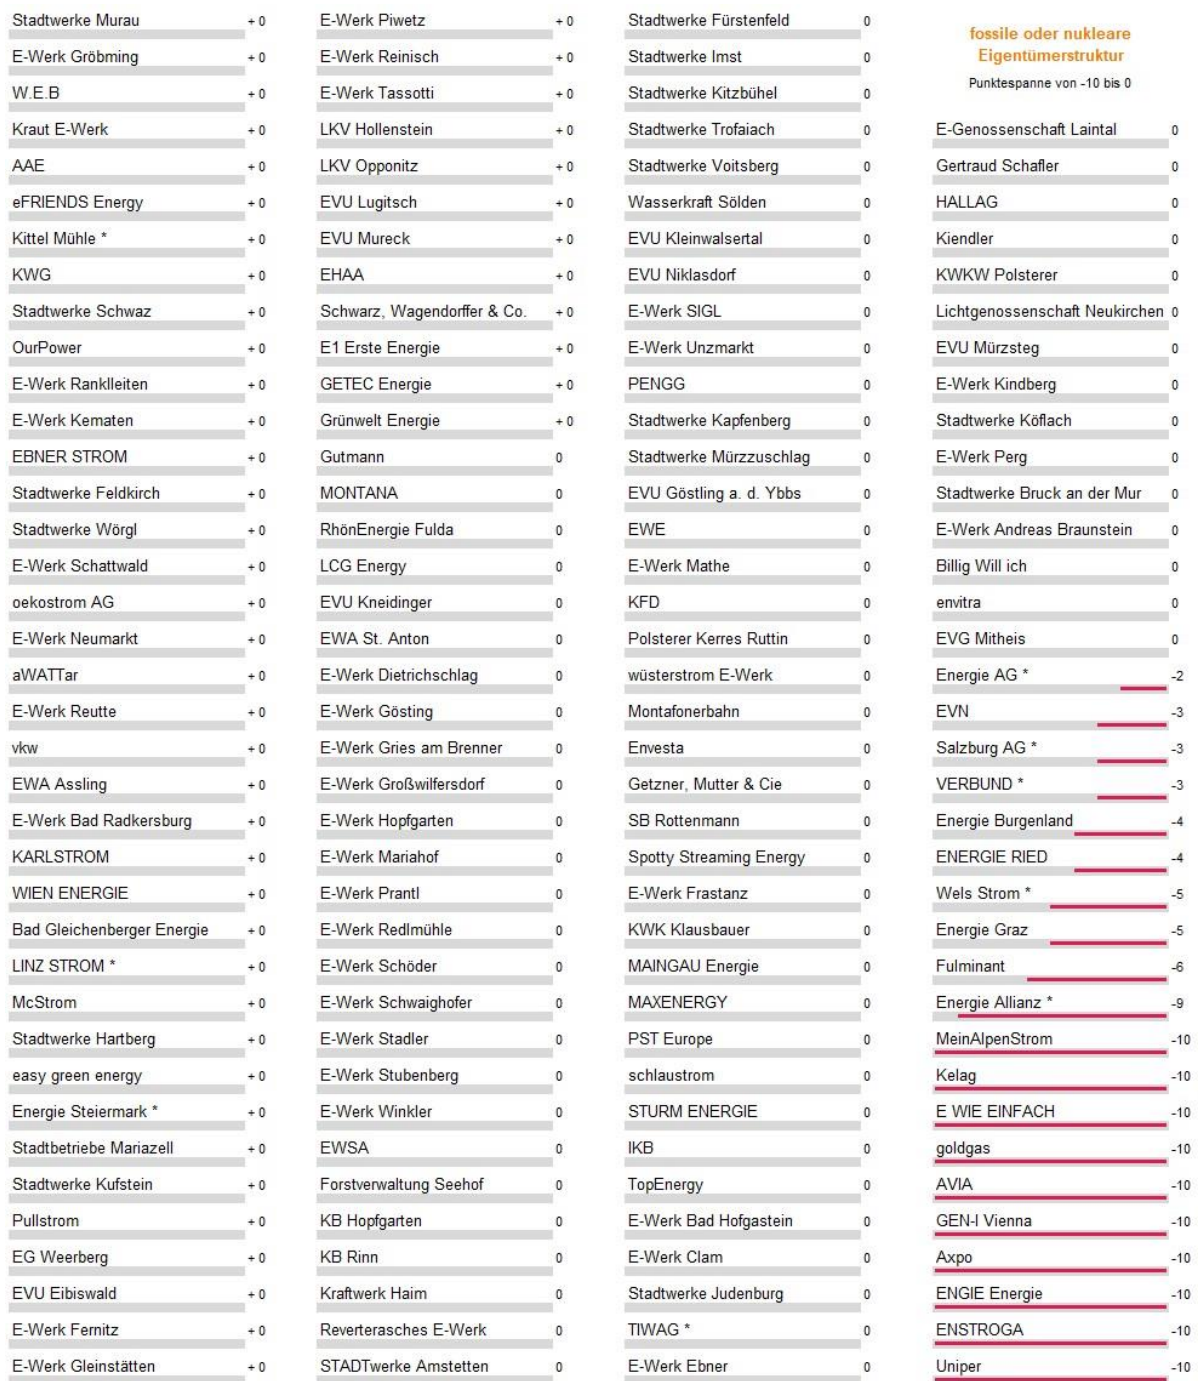 Stadtwerke Murau + 0
E-Werk Gröbming + 0
W.E.B + 0
Kraut E-Werk + 0
AAE + 0
eFRIENDS Energy + 0
Kittel Mühle * + 0
KWG + 0
Stadtwerke Schwaz + 0
OurPower + 0
E-Werk Ranklleiten + 0
E-Werk Kematen + 0
EBNER STROM + 0
Stadtwerke Feldkirch + 0
Stadtwerke Wörgl + 0
E-Werk Schattwald + 0
oekostrom AG + 0
E-Werk Neumarkt + 0
aWATTar + 0
E-Werk Reutte + 0
vkw + 0
EWA Assling + 0
E-Werk Bad Radkersburg + 0
KARLSTROM + 0
WIEN ENERGIE + 0
Bad Gleichenberger Energie + 0
LINZ STROM * + 0
McStrom + 0
Stadtwerke Hartberg + 0
easy green energy + 0
Energie Steiermark * + 0
Stadtbetriebe Mariazell + 0
Stadtwerke Kufstein + 0
Pullstrom + 0
EG Weerberg + 0
EVU Eibiswald + 0
E-Werk Fernitz + 0
E-Werk Gleinstätten + 0
E-Werk Piwetz + 0
E-Werk Reinisch + 0
E-Werk Tassotti + 0
LKV Hollenstein + 0
LKV Opponitz + 0
EVU Lugitsch + 0
EVU Mureck + 0
EHAA + 0
Schwarz, Wagendorffer & Co. + 0
E1 Erste Energie + 0
GETEC Energie + 0
Grünwelt Energie + 0
Gutmann 0
MONTANA 0
RhönEnergie Fulda 0
LCG Energy 0
EVU Kneidinger 0
EWA St. Anton 0
E-Werk Dietrichschlag 0
E-Werk Gösting 0
E-Werk Gries am Brenner 0
E-Werk Großwilfersdorf 0
E-Werk Hopfgarten 0
E-Werk Mariahof 0
E-Werk Prantl 0
E-Werk Redlmühle 0
E-Werk Schöder 0
E-Werk Schwaighofer 0
E-Werk Stadler 0
E-Werk Stubenberg 0
E-Werk Winkler 0
EWSA 0
Forstverwaltung Seehof 0
KB Hopfgarten 0
KB Rinn 0
Kraftwerk Haim 0
Reverterasches E-Werk 0
STADTwerke Amstetten 0
Stadtwerke Fürstenfeld 0
Stadtwerke Imst 0
Stadtwerke Kitzbühel 0
Stadtwerke Trofaiach 0
Stadtwerke Voitsberg 0
Wasserkraft Sölden 0
EVU Kleinwalsertal 0
EVU Niklasdorf 0
E-Werk SIGL 0
E-Werk Unzmarkt 0
PENGG 0
Stadtwerke Kapfenberg 0
Stadtwerke Mürzzuschlag 0
EVU Göstling a. d. Ybbs 0
EWE 0
E-Werk Mathe 0
KFD 0
Polsterer Kerres Ruttin 0
wüsterstrom E-Werk 0
Montafonerbahn 0
Envesta 0
Getzner, Mutter & Cie 0
SB Rottenmann 0
Spotty Streaming Energy 0
E-Werk Frastanz 0
KWK Klausbauer 0
MAINGAU Energie 0
MAXENERGY 0
PST Europe 0
schlaustrom 0
STURM ENERGIE 0
IKB 0
TopEnergy 0
E-Werk Bad Hofgastein 0
E-Werk Clam 0
Stadtwerke Judenburg 0
TIWAG * 0
E-Werk Ebner 0
fossile oder nukleare
Eigentümerstruktur
Punktespanne von -10 bis 0
E-Genossenschaft Laintal 0
Gertraud Schafler 0
HALLAG 0
Kiendler 0
KWKW Polsterer 0
Lichtgenossenschaft Neukirchen 0
EVU Mürzsteg 0
E-Werk Kindberg 0
Stadtwerke Köflach 0
E-Werk Perg 0
Stadtwerke Bruck an der Mur 0
E-Werk Andreas Braunstein 0
Billig Will ich 0
envitra 0
EVG Mitheis 0
Energie AG * -2
EVN -3
Salzburg AG * -3
VERBUND * -3
Energie Burgenland -4
ENERGIE RIED -4
Wels Strom * -5
Energie Graz -5
Fulminant -6
Energie Allianz * -9
MeinAlpenStrom -10
Kelag -10
E WIE EINFACH -10
goldgas -10
AVIA -10
GEN-I Vienna -10
Axpo -10
ENGIE Energie -10
ENSTROGA -10
Uniper -10